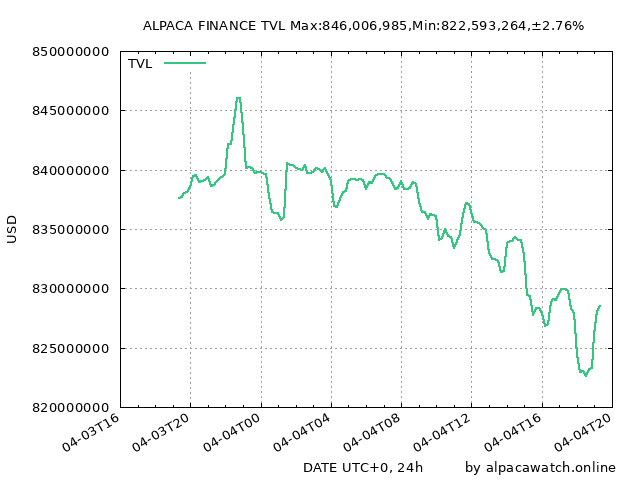 ALPACA FINANCE TVL Max:846,006,985,Min:822,593,264,±2.76%
TVL
850000000
845000000
840000000
835000000
830000000
825000000
820000000
USD
04-03T16
04-03T20
04-04T00
04-04T04
04-04T08
04-04T12
04-04T16
04-04T20
DATE UTC+0, 24h
by alpacawatch.online